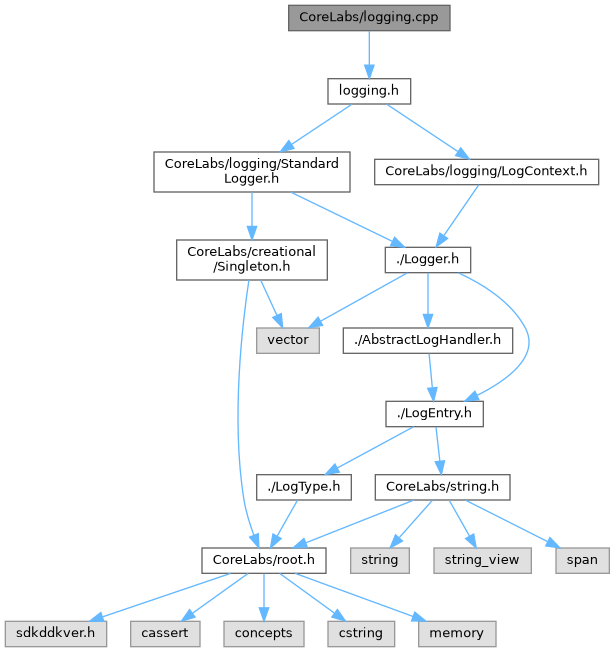 CoreLabs/logging.cpp
logging.h
CoreLabs/logging/Standard
Logger.h
CoreLabs/logging/LogContext.h
CoreLabs/creational
/Singleton.h
./Logger.h
vector
./AbstractLogHandler.h
./LogEntry.h
./LogType.h
CoreLabs/string.h
CoreLabs/root.h
string
string_view
span
sdkddkver.h
cassert
concepts
cstring
memory